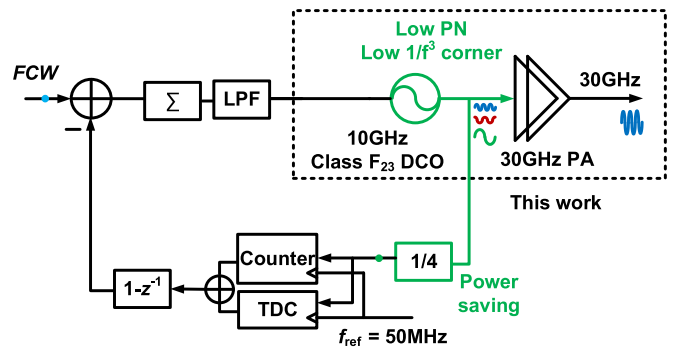 Low PN
Low 1/f³ corner
FCW
Σ
LPF
30GHz
10GHz
Class F₂₃ DCO
30GHz PA
This work
Counter
1/4
1-z⁻¹
TDC
Power
saving
f_ref = 50MHz